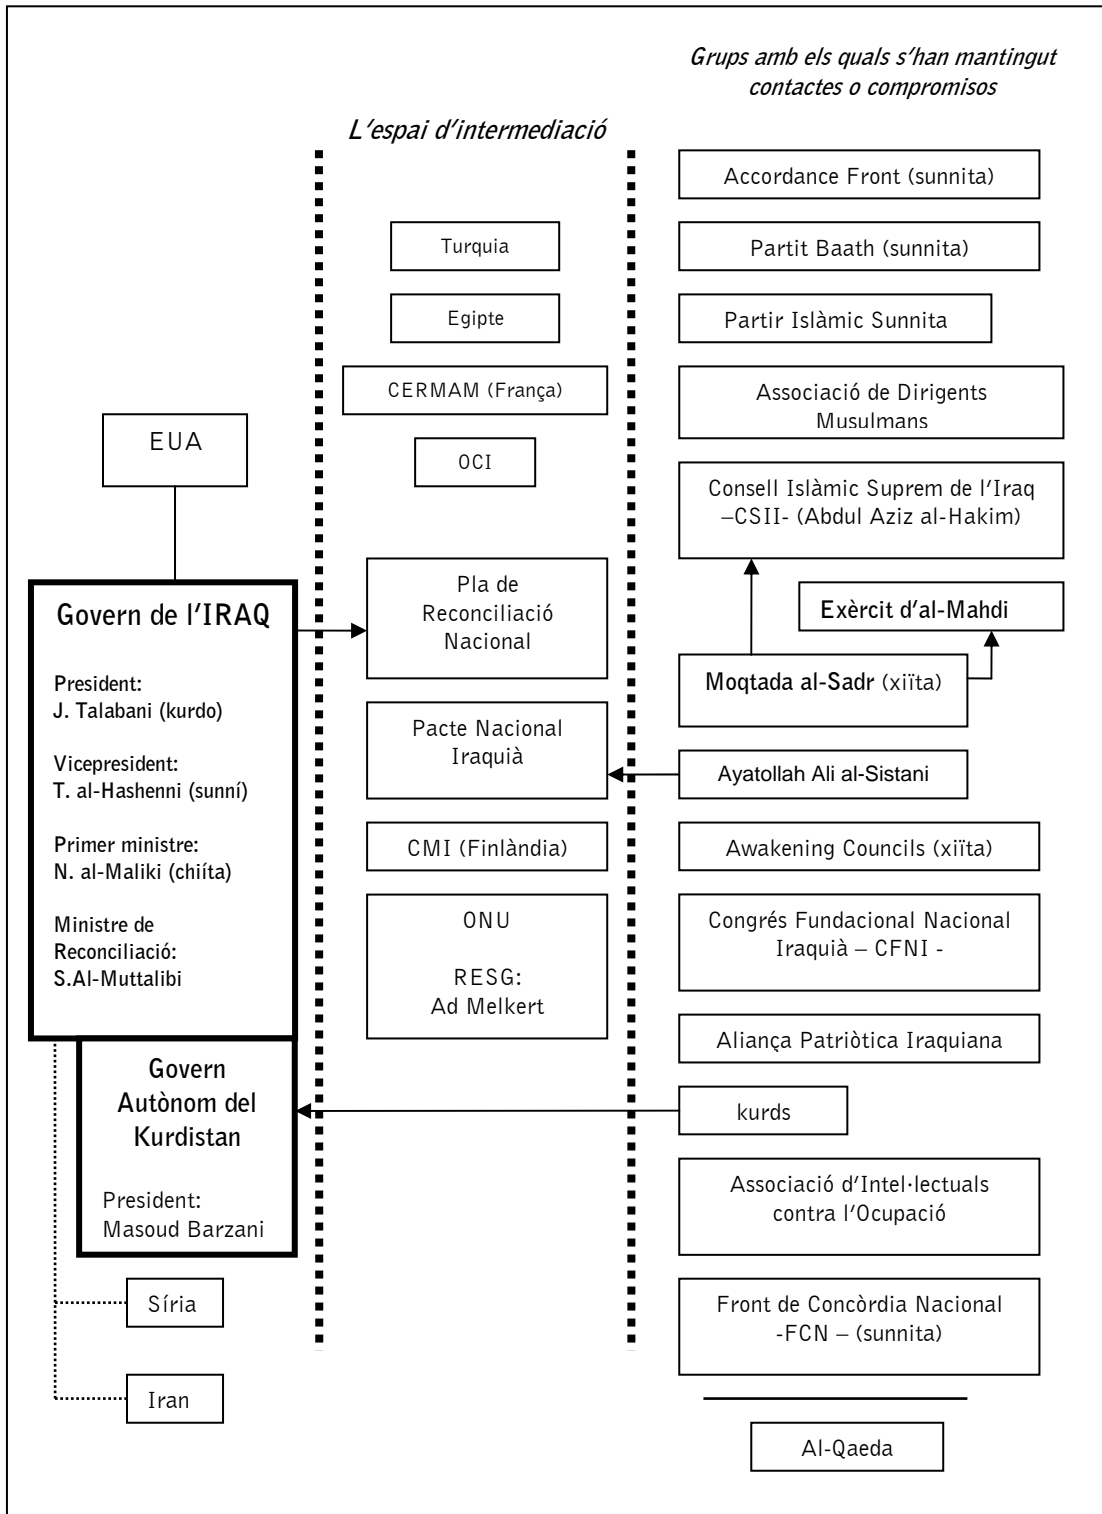 Grups amb els quals s'han mantingut
contactes o compromisos
L'espai d'intermediació
Accordance Front (sunnita)
Turquia
Partit Baath (sunnita)
Egipte
Partir Islàmic Sunnita
CERMAM (França)
Associació de Dirigents
Musulmans
EUA
OCI
Consell Islàmic Suprem de l'Iraq
–CSII- (Abdul Aziz al-Hakim)
Govern de l'IRAQ
President:
J. Talabani (kurdo)
Vicepresident:
T. al-Hashenni (sunní)
Primer ministre:
N. al-Maliki (chiíta)
Ministre de
Reconciliació:
S.Al-Muttalibi
Pla de
Reconciliació
Nacional
Exèrcit d'al-Mahdi
Moqtada al-Sadr (xiïta)
Pacte Nacional
Iraquià
Ayatollah Ali al-Sistani
CMI (Finlàndia)
Awakening Councils (xiïta)
ONU
RESG:
Ad Melkert
Congrés Fundacional Nacional
Iraquià – CFNI -
Aliança Patriòtica Iraquiana
Govern
Autònom del
Kurdistan
President:
Masoud Barzani
kurds
Associació d'Intel·lectuals
contra l'Ocupació
Síria
Front de Concòrdia Nacional
-FCN – (sunnita)
Iran
Al-Qaeda